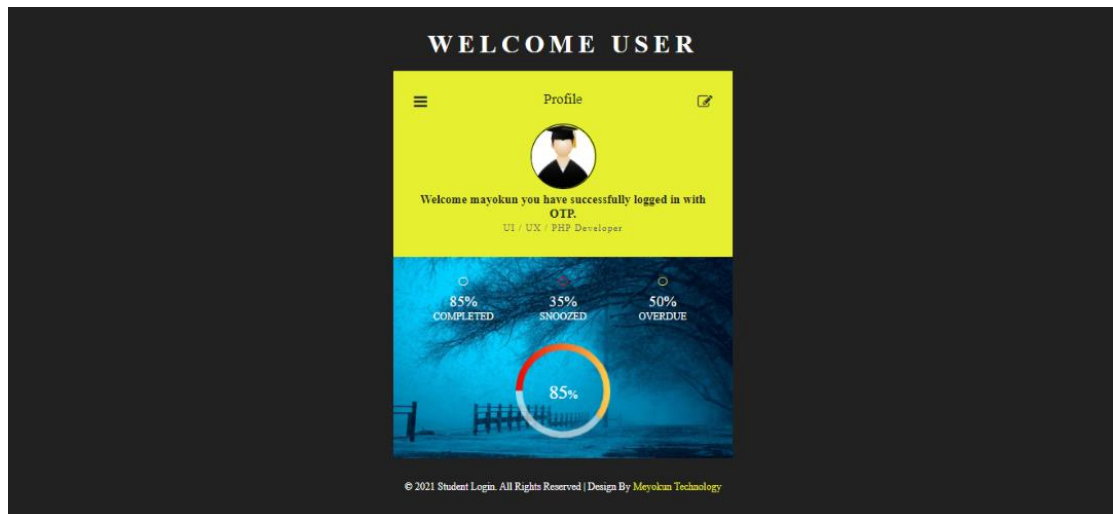 WELCOME USER
Profile
Welcome mayokun you have successfully logged in with
OTP.
UI / UX / PHP Developer
85% 35% 50%
COMPLETED SNOOZED OVERDUE
85%
© 2021 Student Login. All Rights Reserved | Design By Meyokun Technology